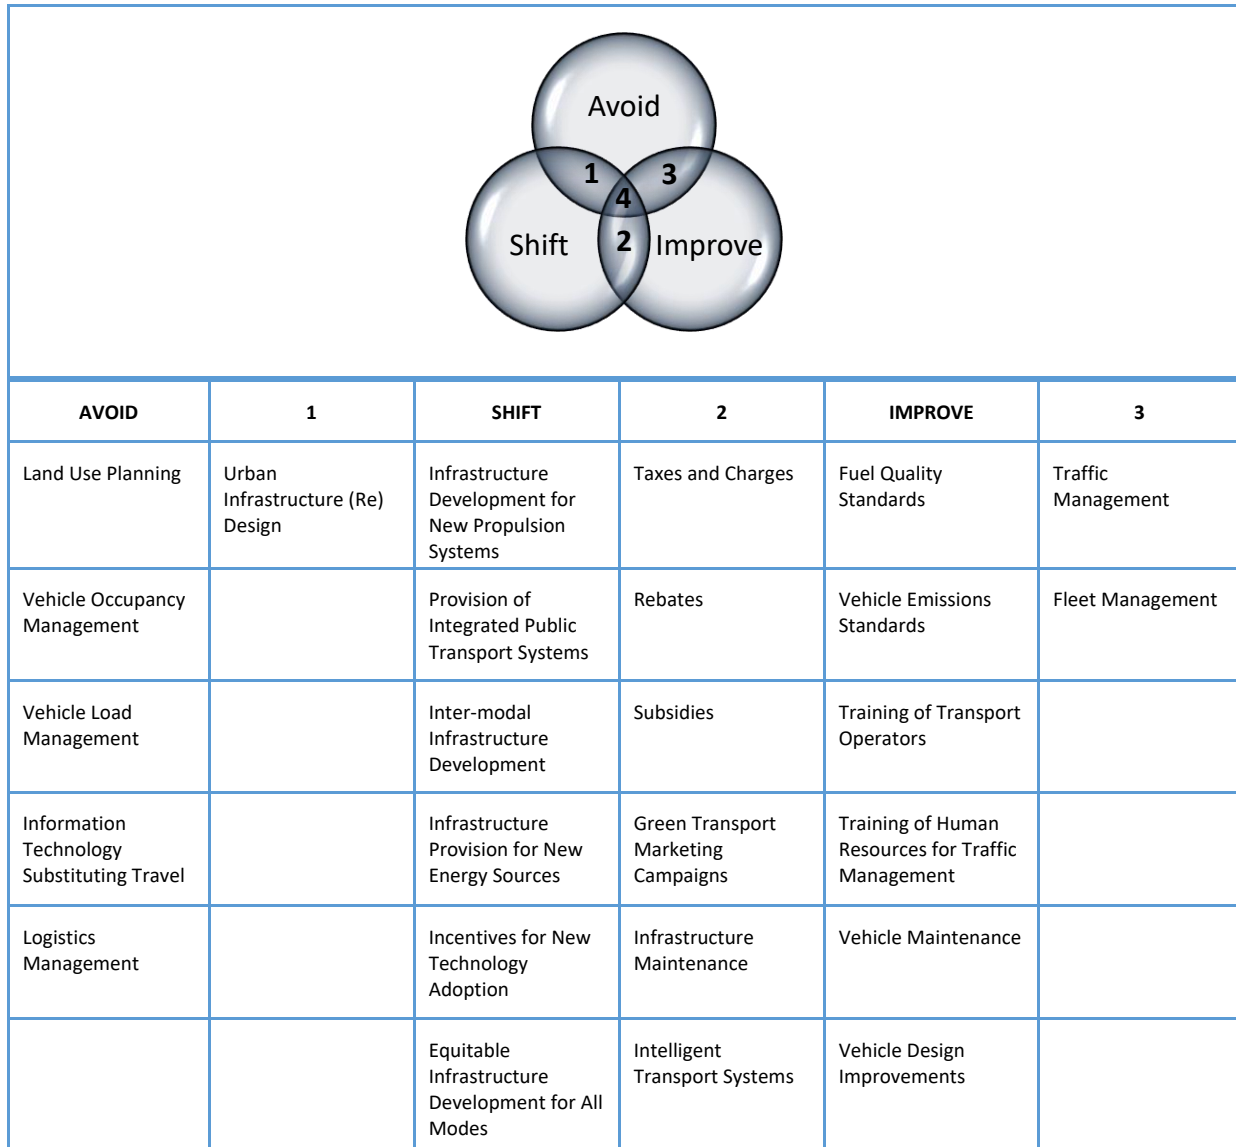 Avoid
1
3
4
Shift
2
Improve
AVOID
1
SHIFT
2
IMPROVE
3
Land Use Planning
Urban
Infrastructure (Re)
Design
Infrastructure
Development for
New Propulsion
Systems
Taxes and Charges
Fuel Quality
Standards
Traffic
Management
Vehicle Occupancy
Management
Provision of
Integrated Public
Transport Systems
Rebates
Vehicle Emissions
Standards
Fleet Management
Vehicle Load
Management
Inter-modal
Infrastructure
Development
Subsidies
Training of Transport
Operators
Information
Technology
Substituting Travel
Infrastructure
Provision for New
Energy Sources
Green Transport
Marketing
Campaigns
Training of Human
Resources for Traffic
Management
Logistics
Management
Incentives for New
Technology
Adoption
Infrastructure
Maintenance
Vehicle Maintenance
Equitable
Infrastructure
Development for All
Modes
Intelligent
Transport Systems
Vehicle Design
Improvements